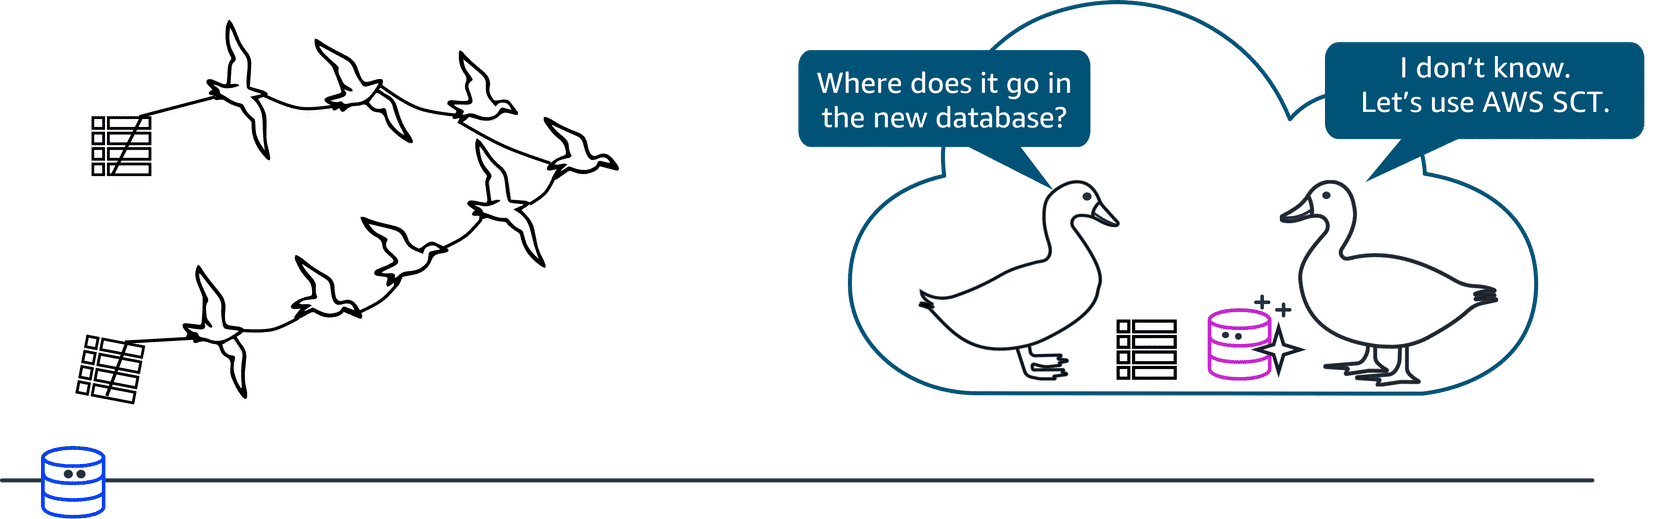 Where does it go in
the new database?
I don't know.
Let's use AWS SCT.